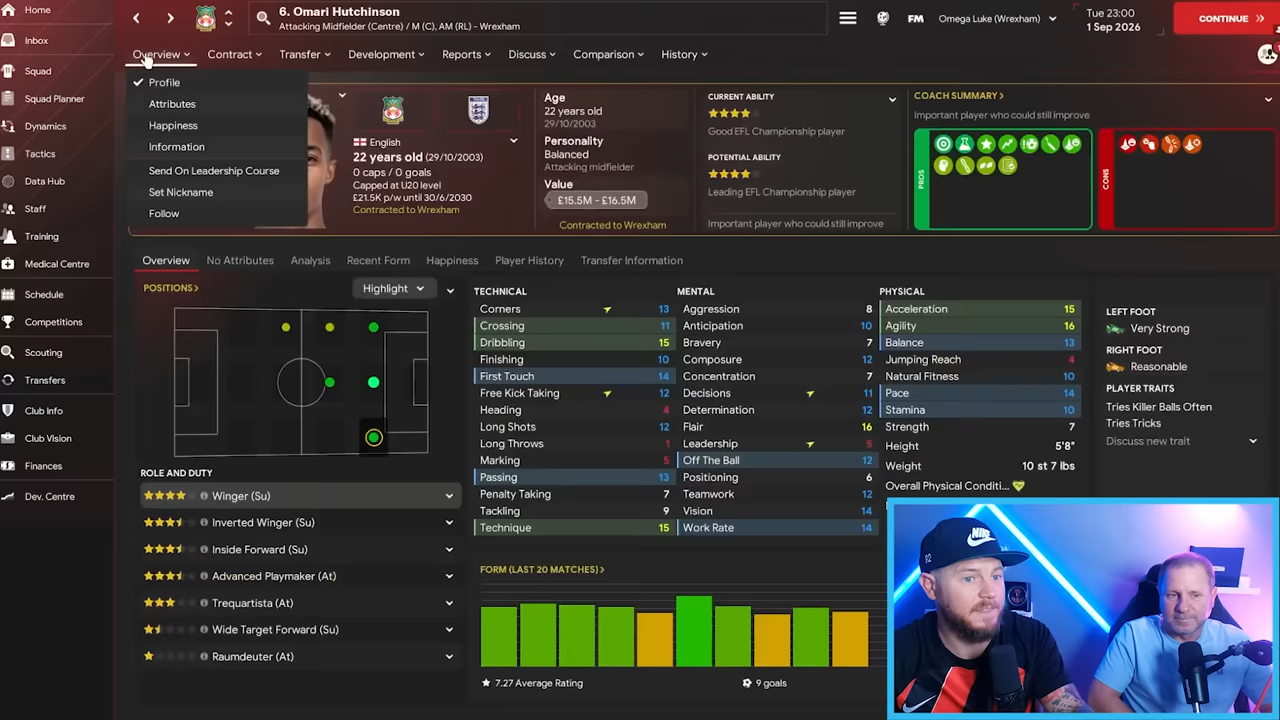 Home
Inbox
Squad
Squad Planner
Dynamics
Tactics
Data Hub
Staff
Training
Medical Centre
Schedule
Competitions
Scouting
Transfers
Club Info
Club Vision
Finances
Dev. Centre
6. Omari Hutchinson
Attacking Midfielder (Centre) / M (C), AM (RL) - Wrexham
FM
Omega Luke (Wrexham)
Tue 23:00
1 Sep 2026
CONTINUE
Overview
Contract
Transfer
Development
Reports
Discuss
Comparison
History
Profile
Attributes
Happiness
Information
Send On Leadership Course
Set Nickname
Follow
English
22 years old (29/10/2003)
0 caps / 0 goals
Capped at U20 level
£21.5K p/w until 30/6/2030
Contracted to Wrexham
Age
22 years old
29/10/2003
Personality
Balanced
Attacking midfielder
Value
£15.5M - £16.5M
Contracted to Wrexham
CURRENT ABILITY
Good EFL Championship player
POTENTIAL ABILITY
Leading EFL Championship player
Important player who could still improve
COACH SUMMARY
Important player who could still improve
PROS
CONS
Overview
No Attributes
Analysis
Recent Form
Happiness
Player History
Transfer Information
POSITIONS
Highlight
ROLE AND DUTY
Winger (Su)
Inverted Winger (Su)
Inside Forward (Su)
Advanced Playmaker (At)
Trequartista (At)
Wide Target Forward (Su)
Raumdeuter (At)
TECHNICAL
Corners 13
Crossing 11
Dribbling 15
Finishing 10
First Touch 14
Free Kick Taking 12
Heading 4
Long Shots 12
Long Throws 1
Marking 5
Passing 13
Penalty Taking 7
Tackling 9
Technique 15
MENTAL
Aggression 8
Anticipation 10
Bravery 7
Composure 12
Concentration 7
Decisions 11
Determination 12
Flair 16
Leadership 5
Off The Ball 12
Positioning 6
Teamwork 12
Vision 14
Work Rate 14
PHYSICAL
Acceleration 15
Agility 16
Balance 13
Jumping Reach 4
Natural Fitness 10
Pace 14
Stamina 10
Strength 7
Height 5'8"
Weight 10 st 7 lbs
Overall Physical Conditi...
LEFT FOOT
Very Strong
RIGHT FOOT
Reasonable
PLAYER TRAITS
Tries Killer Balls Often
Tries Tricks
Discuss new trait
FORM (LAST 20 MATCHES)
7.27 Average Rating
9 goals
NIKE